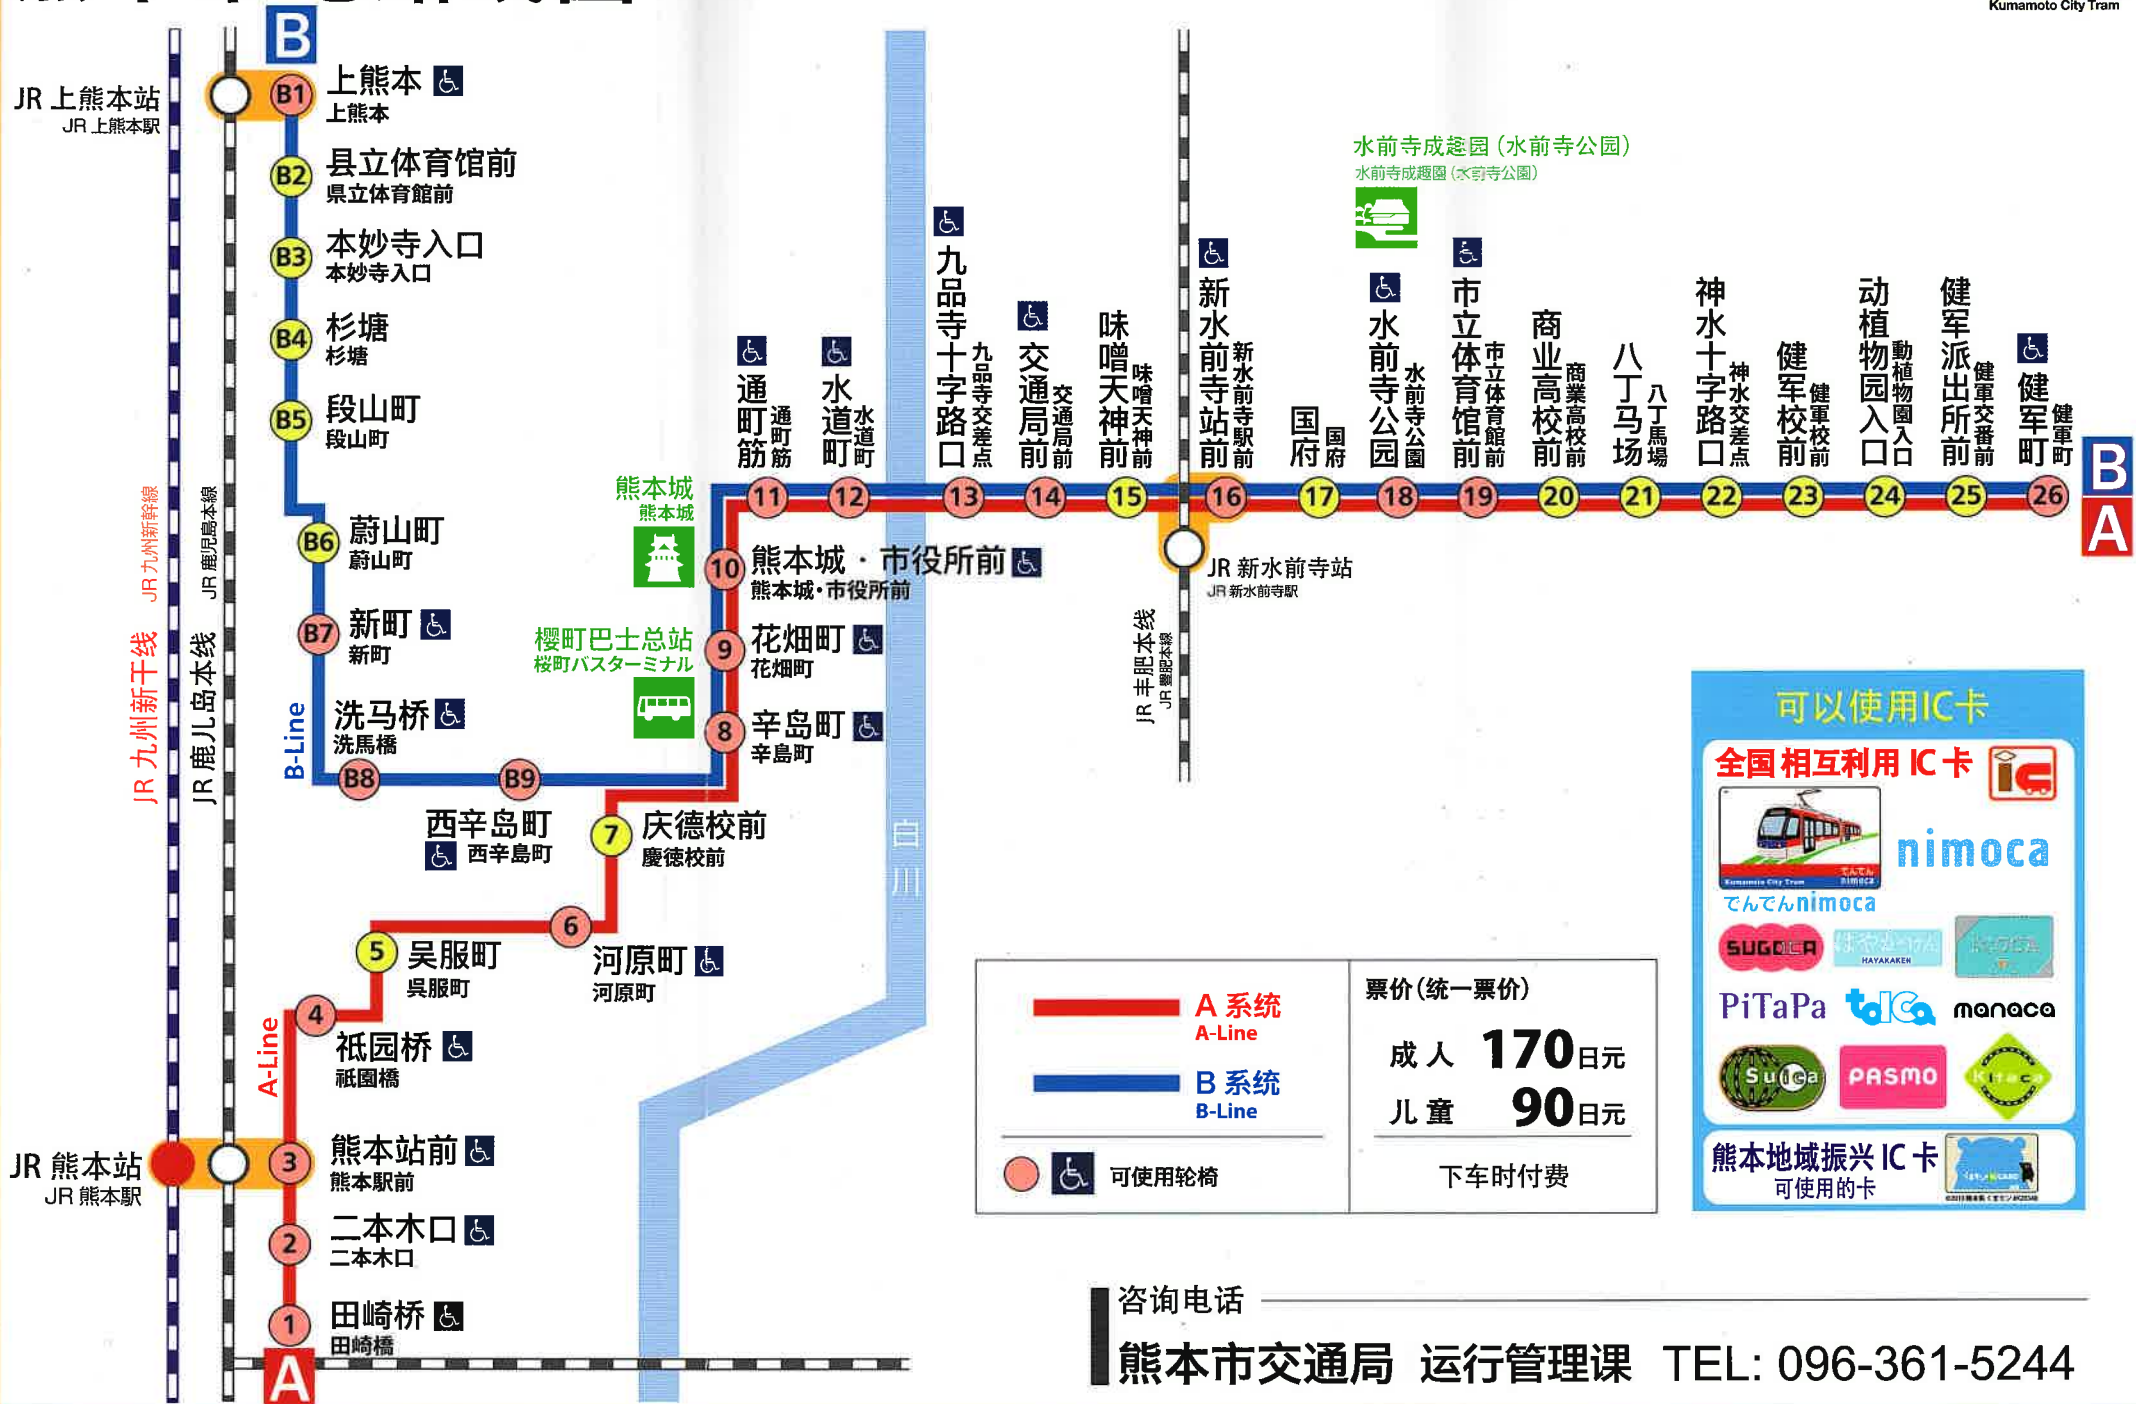 Kumamoto City Tram
B
JR 上熊本站
JR 上熊本駅
B1
上熊本
上熊本
B2
县立体育馆前
県立体育館前
B3
本妙寺入口
本妙寺入口
B4
杉塘
杉塘
B5
段山町
段山町
B6
蔚山町
蔚山町
B7
新町
新町
B-Line
洗马桥
洗馬橋
B8
B9
西辛岛町
西辛島町
JR 九州新幹線
JR 九州新干线
JR 鹿児島本線
JR 鹿儿岛本线
熊本城
熊本城
樱町巴士总站
桜町バスターミナル
10
熊本城・市役所前
熊本城・市役所前
9
花畑町
花畑町
8
辛岛町
辛島町
7
庆德校前
慶徳校前
6
河原町
河原町
5
吴服町
呉服町
4
祇园桥
祇園橋
A-Line
JR 熊本站
JR 熊本駅
3
熊本站前
熊本駅前
2
二本木口
二本木口
1
田崎桥
田崎橋
A
白川
水前寺成趣园（水前寺公园）
水前寺成趣園（水前寺公園）
通町筋
通町筋
11
水道町
水道町
12
九品寺十字路口
九品寺交差点
13
交通局前
交通局前
14
味噌天神前
味噌天神前
15
新水前寺站前
新水前寺駅前
16
国府
国府
17
水前寺公园
水前寺公園
18
市立体育馆前
市立体育館前
19
商业高校前
商業高校前
20
八丁马场
八丁馬場
21
神水十字路口
神水交差点
22
健军校前
健軍校前
23
动植物园入口
動植物園入口
24
健军派出所前
健軍交番前
25
健军町
健軍町
26
B
A
JR 新水前寺站
JR 新水前寺駅
JR 丰肥本线
JR 豊肥本線
A 系统
A-Line
B 系统
B-Line
可使用轮椅
票价(统一票价)
成人 170日元
儿童 90日元
下车时付费
可以使用IC卡
全国相互利用 IC 卡
Kumamoto City Tram
でんでん
nimoca
nimoca
でんでんnimoca
SUGOCA
はやかけん
HAYAKAKEN
PiTaPa
toica
manaca
Suica
PASMO
Kitaca
熊本地域振兴 IC 卡
可使用的卡
咨询电话
熊本市交通局 运行管理课 TEL: 096-361-5244